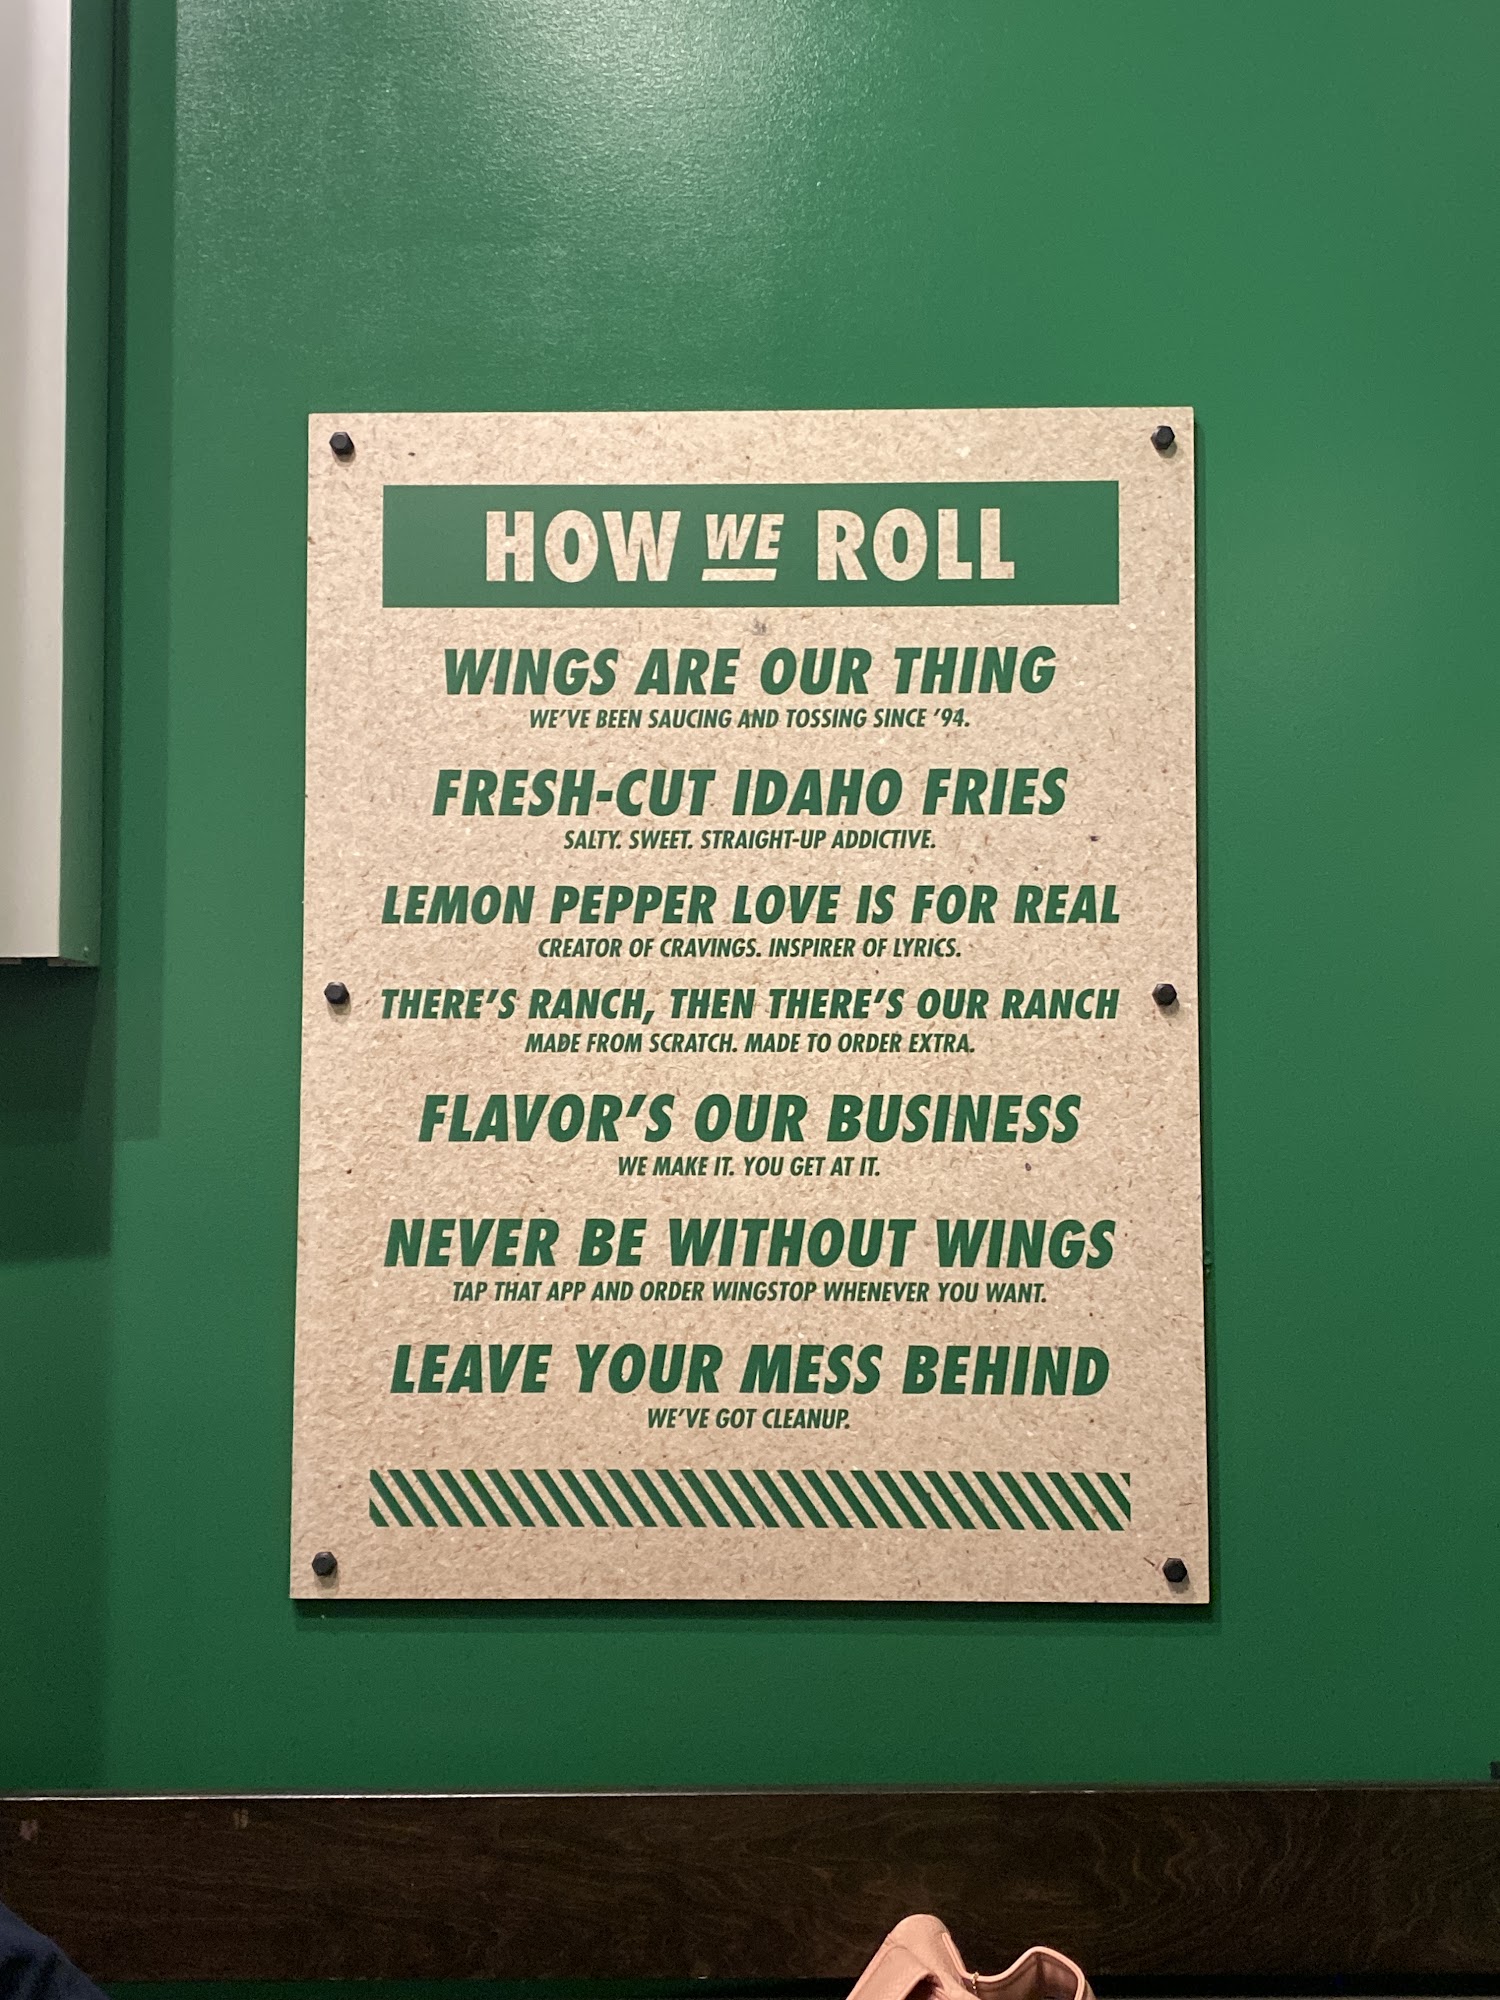 HOW WE ROLL
WINGS ARE OUR THING
WE'VE BEEN SAUCING AND TOSSING SINCE '94.
FRESH-CUT IDAHO FRIES
SALTY. SWEET. STRAIGHT-UP ADDICTIVE.
LEMON PEPPER LOVE IS FOR REAL
CREATOR OF CRAVINGS. INSPIRER OF LYRICS.
THERE'S RANCH, THEN THERE'S OUR RANCH
MADE FROM SCRATCH. MADE TO ORDER EXTRA.
FLAVOR'S OUR BUSINESS
WE MAKE IT. YOU GET AT IT.
NEVER BE WITHOUT WINGS
TAP THAT APP AND ORDER WINGSTOP WHENEVER YOU WANT.
LEAVE YOUR MESS BEHIND
WE'VE GOT CLEANUP.